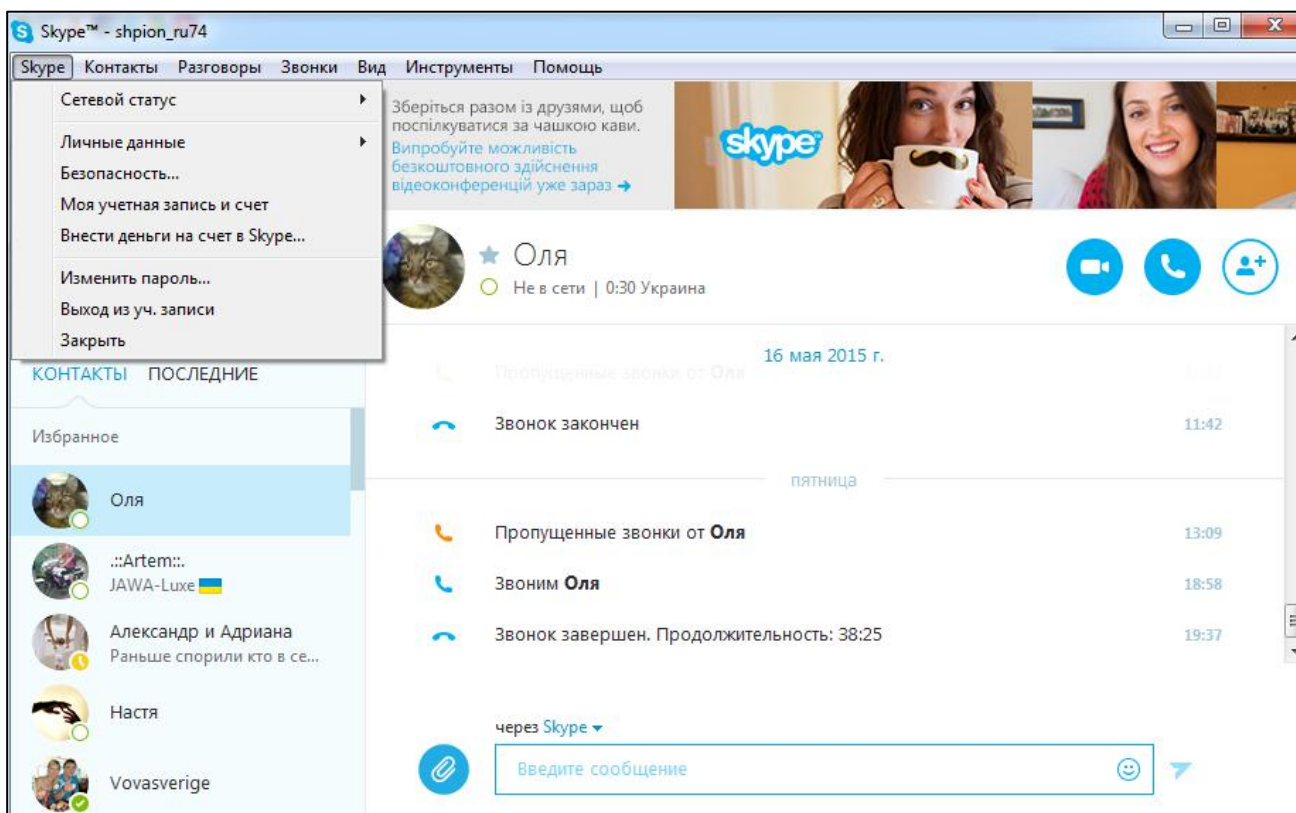 Skype™ - shpion_ru74
Skype Контакты Разговоры Звонки Вид Инструменты Помощь
Сетевой статус
Личные данные
Безопасность...
Моя учетная запись и счет
Внести деньги на счет в Skype...
Изменить пароль...
Выход из уч. записи
Закрыть
Зберіться разом із друзями, щоб
поспілкуватися за чашкою кави.
Випробуйте можливість
безкоштовного здійснення
відеоконференцій уже зараз →
skype™
Оля
Не в сети | 0:30 Украина
КОНТАКТЫ ПОСЛЕДНИЕ
Избранное
Оля
.::Artem::.
JAWA-Luxe
Александр и Адриана
Раньше спорили кто в се...
Настя
Vovasverige
16 мая 2015 г.
Пропущенные звонки от Оля
Звонок закончен 11:42
пятница
Пропущенные звонки от Оля 13:09
Звоним Оля 18:58
Звонок завершен. Продолжительность: 38:25 19:37
через Skype
Введите сообщение